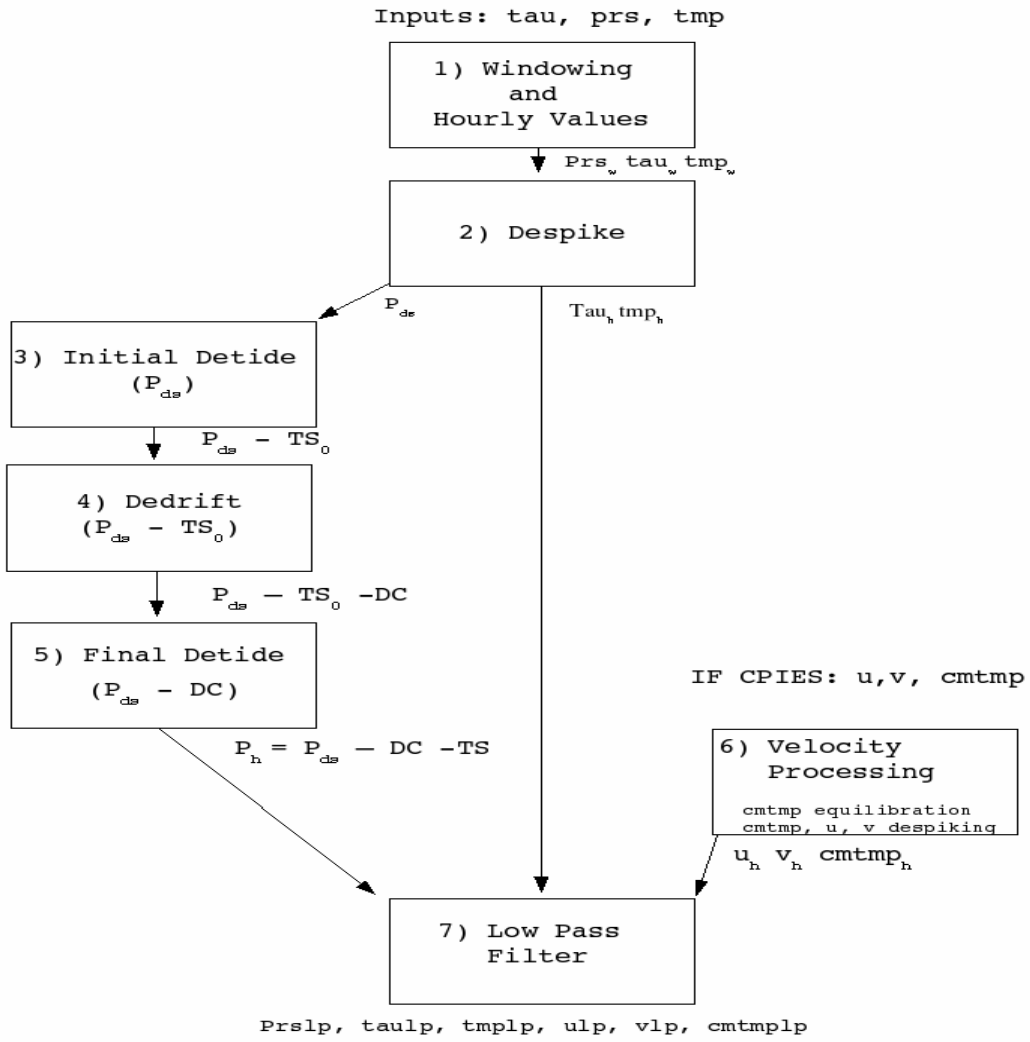 Inputs: tau, prs, tmp
1) Windowing
and
Hourly Values
Prs_w tau_w tmp_w
2) Despike
P_ds
Tau_h tmp_h
3) Initial Detide
(P_ds)
P_ds - TS_0
4) Dedrift
(P_ds - TS_0)
P_ds - TS_0 -DC
5) Final Detide
(P_ds - DC)
IF CPIES: u,v, cmtmp
P_h = P_ds - DC -TS
6) Velocity
Processing
cmtmp equilibration
cmtmp, u, v despiking
u_h v_h cmtmp_h
7) Low Pass
Filter
Prslp, taulp, tmplp, ulp, vlp, cmtmplp